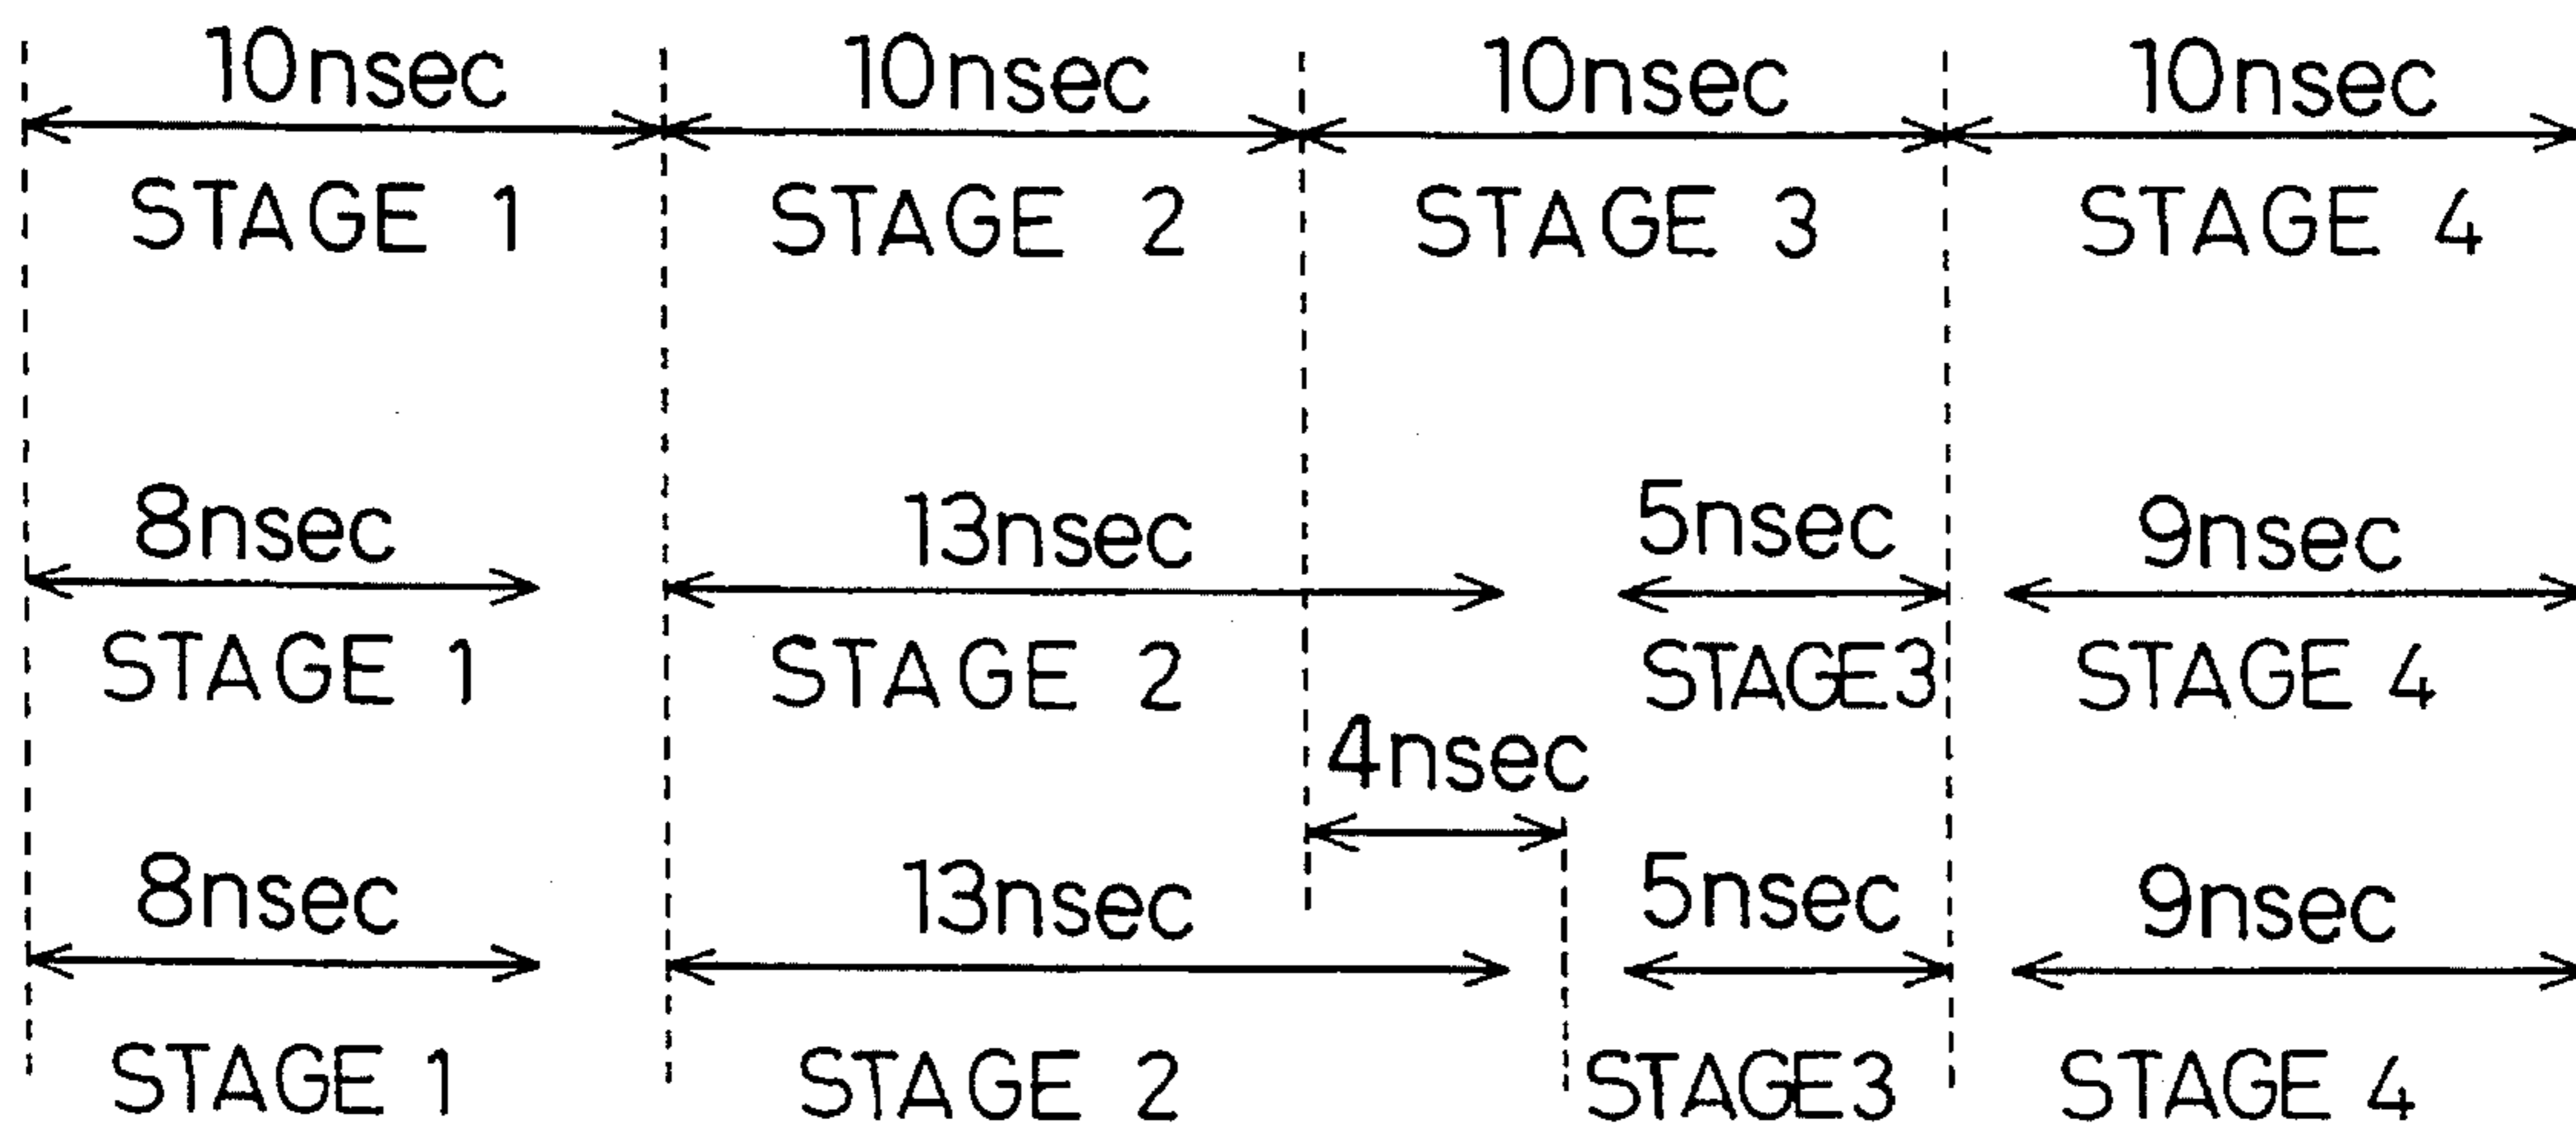 10nsec 10nsec 10nsec 10nsec
STAGE 1 STAGE 2 STAGE 3 STAGE 4
8nsec 13nsec 5nsec 9nsec
STAGE 1 STAGE 2 STAGE3 STAGE 4
4nsec
8nsec 13nsec 5nsec 9nsec
STAGE 1 STAGE 2 STAGE3 STAGE 4